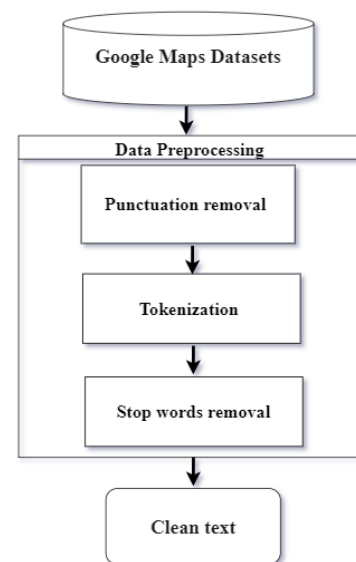 Google Maps Datasets
Data Preprocessing
Punctuation removal
Tokenization
Stop words removal
Clean text